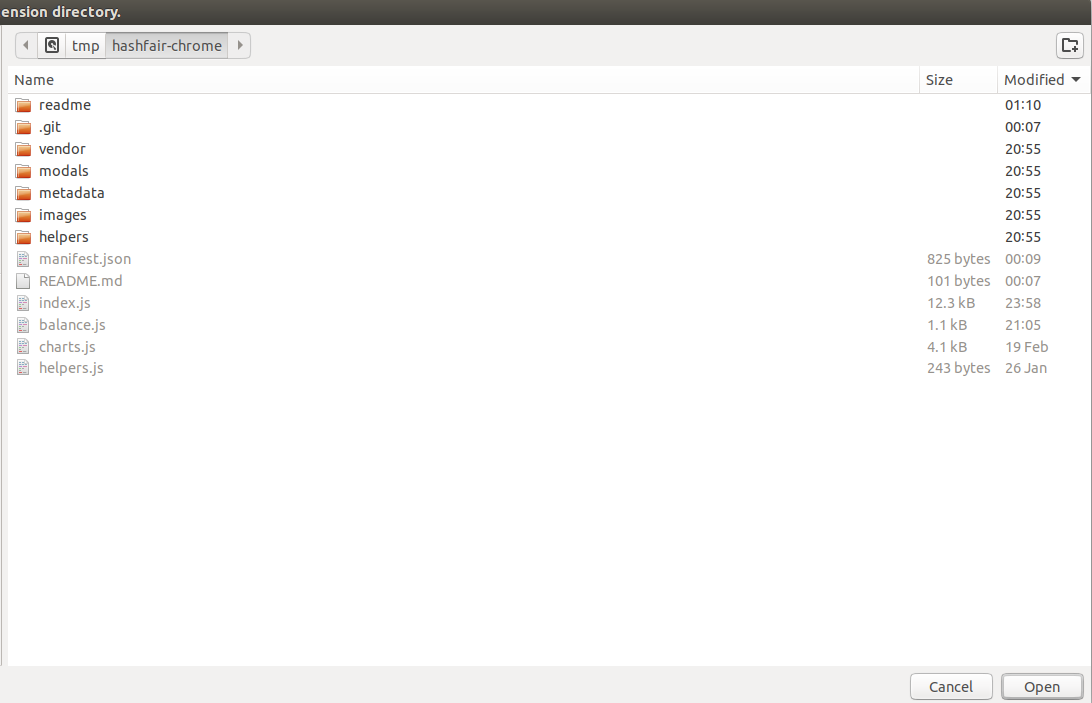 ension directory.
tmp hashfair-chrome
Name Size Modified
readme 01:10
.git 00:07
vendor 20:55
modals 20:55
metadata 20:55
images 20:55
helpers 20:55
manifest.json 825 bytes 00:09
README.md 101 bytes 00:07
index.js 12.3 kB 23:58
balance.js 1.1 kB 21:05
charts.js 4.1 kB 19 Feb
helpers.js 243 bytes 26 Jan
Cancel Open